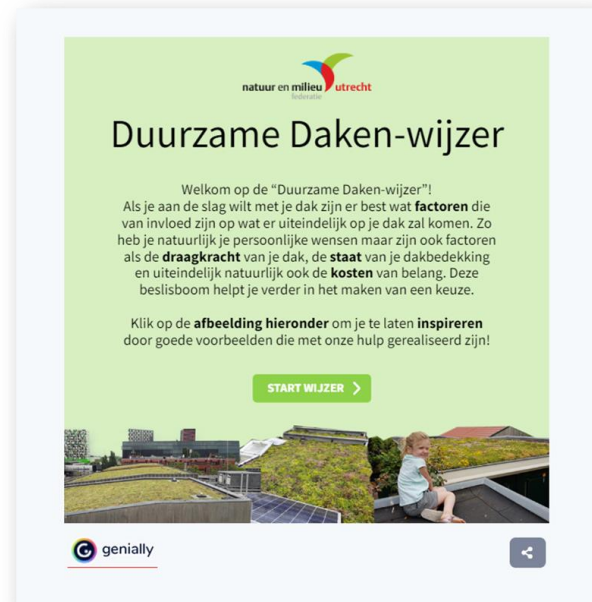 natuur en milieu utrecht
federatie
Duurzame Daken-wijzer
Welkom op de “Duurzame Daken-wijzer”!
Als je aan de slag wilt met je dak zijn er best wat factoren die
van invloed zijn op wat er uiteindelijk op je dak zal komen. Zo
heb je natuurlijk je persoonlijke wensen maar zijn ook factoren
als de draagkracht van je dak, de staat van je dakbedekking
en uiteindelijk natuurlijk ook de kosten van belang. Deze
beslisboom helpt je verder in het maken van een keuze.
Klik op de afbeelding hieronder om je te laten inspireren
door goede voorbeelden die met onze hulp gerealiseerd zijn!
START WIJZER
genially